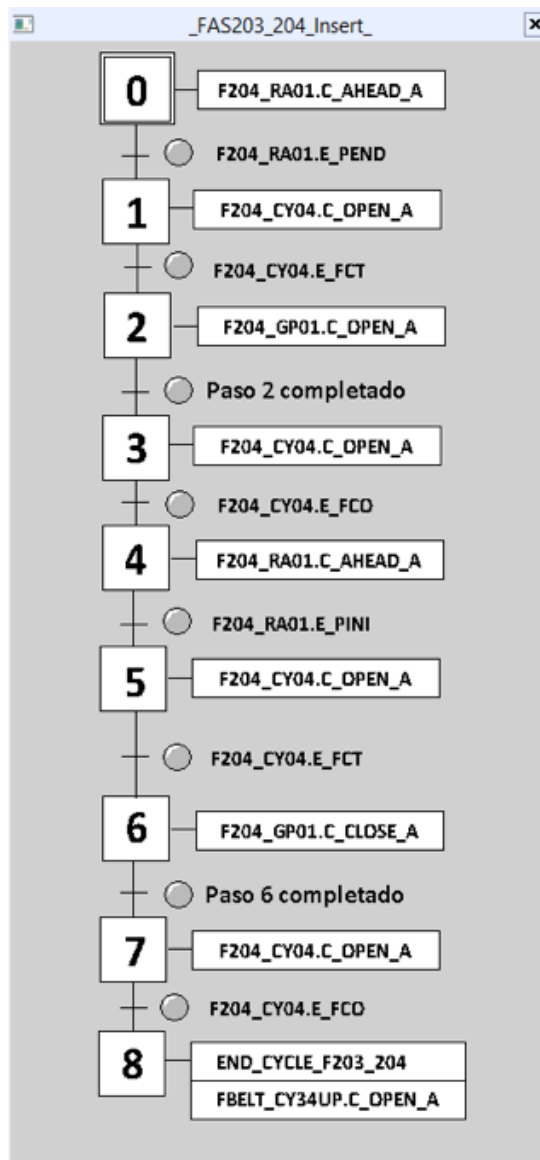 _FAS203_204_Insert_
0
F204_RA01.C_AHEAD_A
F204_RA01.E_PEND
1
F204_CY04.C_OPEN_A
F204_CY04.E_FCT
2
F204_GP01.C_OPEN_A
Paso 2 completado
3
F204_CY04.C_OPEN_A
F204_CY04.E_FCO
4
F204_RA01.C_AHEAD_A
F204_RA01.E_PINI
5
F204_CY04.C_OPEN_A
F204_CY04.E_FCT
6
F204_GP01.C_CLOSE_A
Paso 6 completado
7
F204_CY04.C_OPEN_A
F204_CY04.E_FCO
8
END_CYCLE_F203_204
FBELT_CY34UP.C_OPEN_A